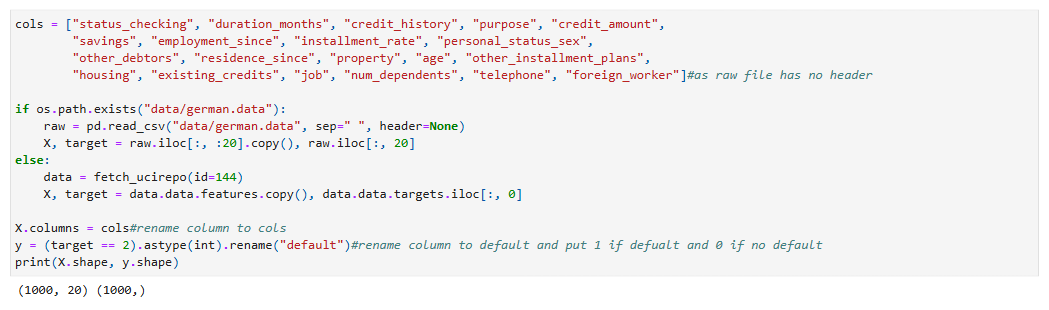 cols = ["status_checking", "duration_months", "credit_history", "purpose", "credit_amount",
"savings", "employment_since", "installment_rate", "personal_status_sex",
"other_debtors", "residence_since", "property", "age", "other_installment_plans",
"housing", "existing_credits", "job", "num_dependents", "telephone", "foreign_worker"]#as raw file has no header
if os.path.exists("data/german.data"):
raw = pd.read_csv("data/german.data", sep=" ", header=None)
X, target = raw.iloc[:, :20].copy(), raw.iloc[:, 20]
else:
data = fetch_ucirepo(id=144)
X, target = data.data.features.copy(), data.data.targets.iloc[:, 0]
X.columns = cols#rename column to cols
y = (target == 2).astype(int).rename("default")#rename column to default and put 1 if defualt and 0 if no default
print(X.shape, y.shape)
(1000, 20) (1000,)